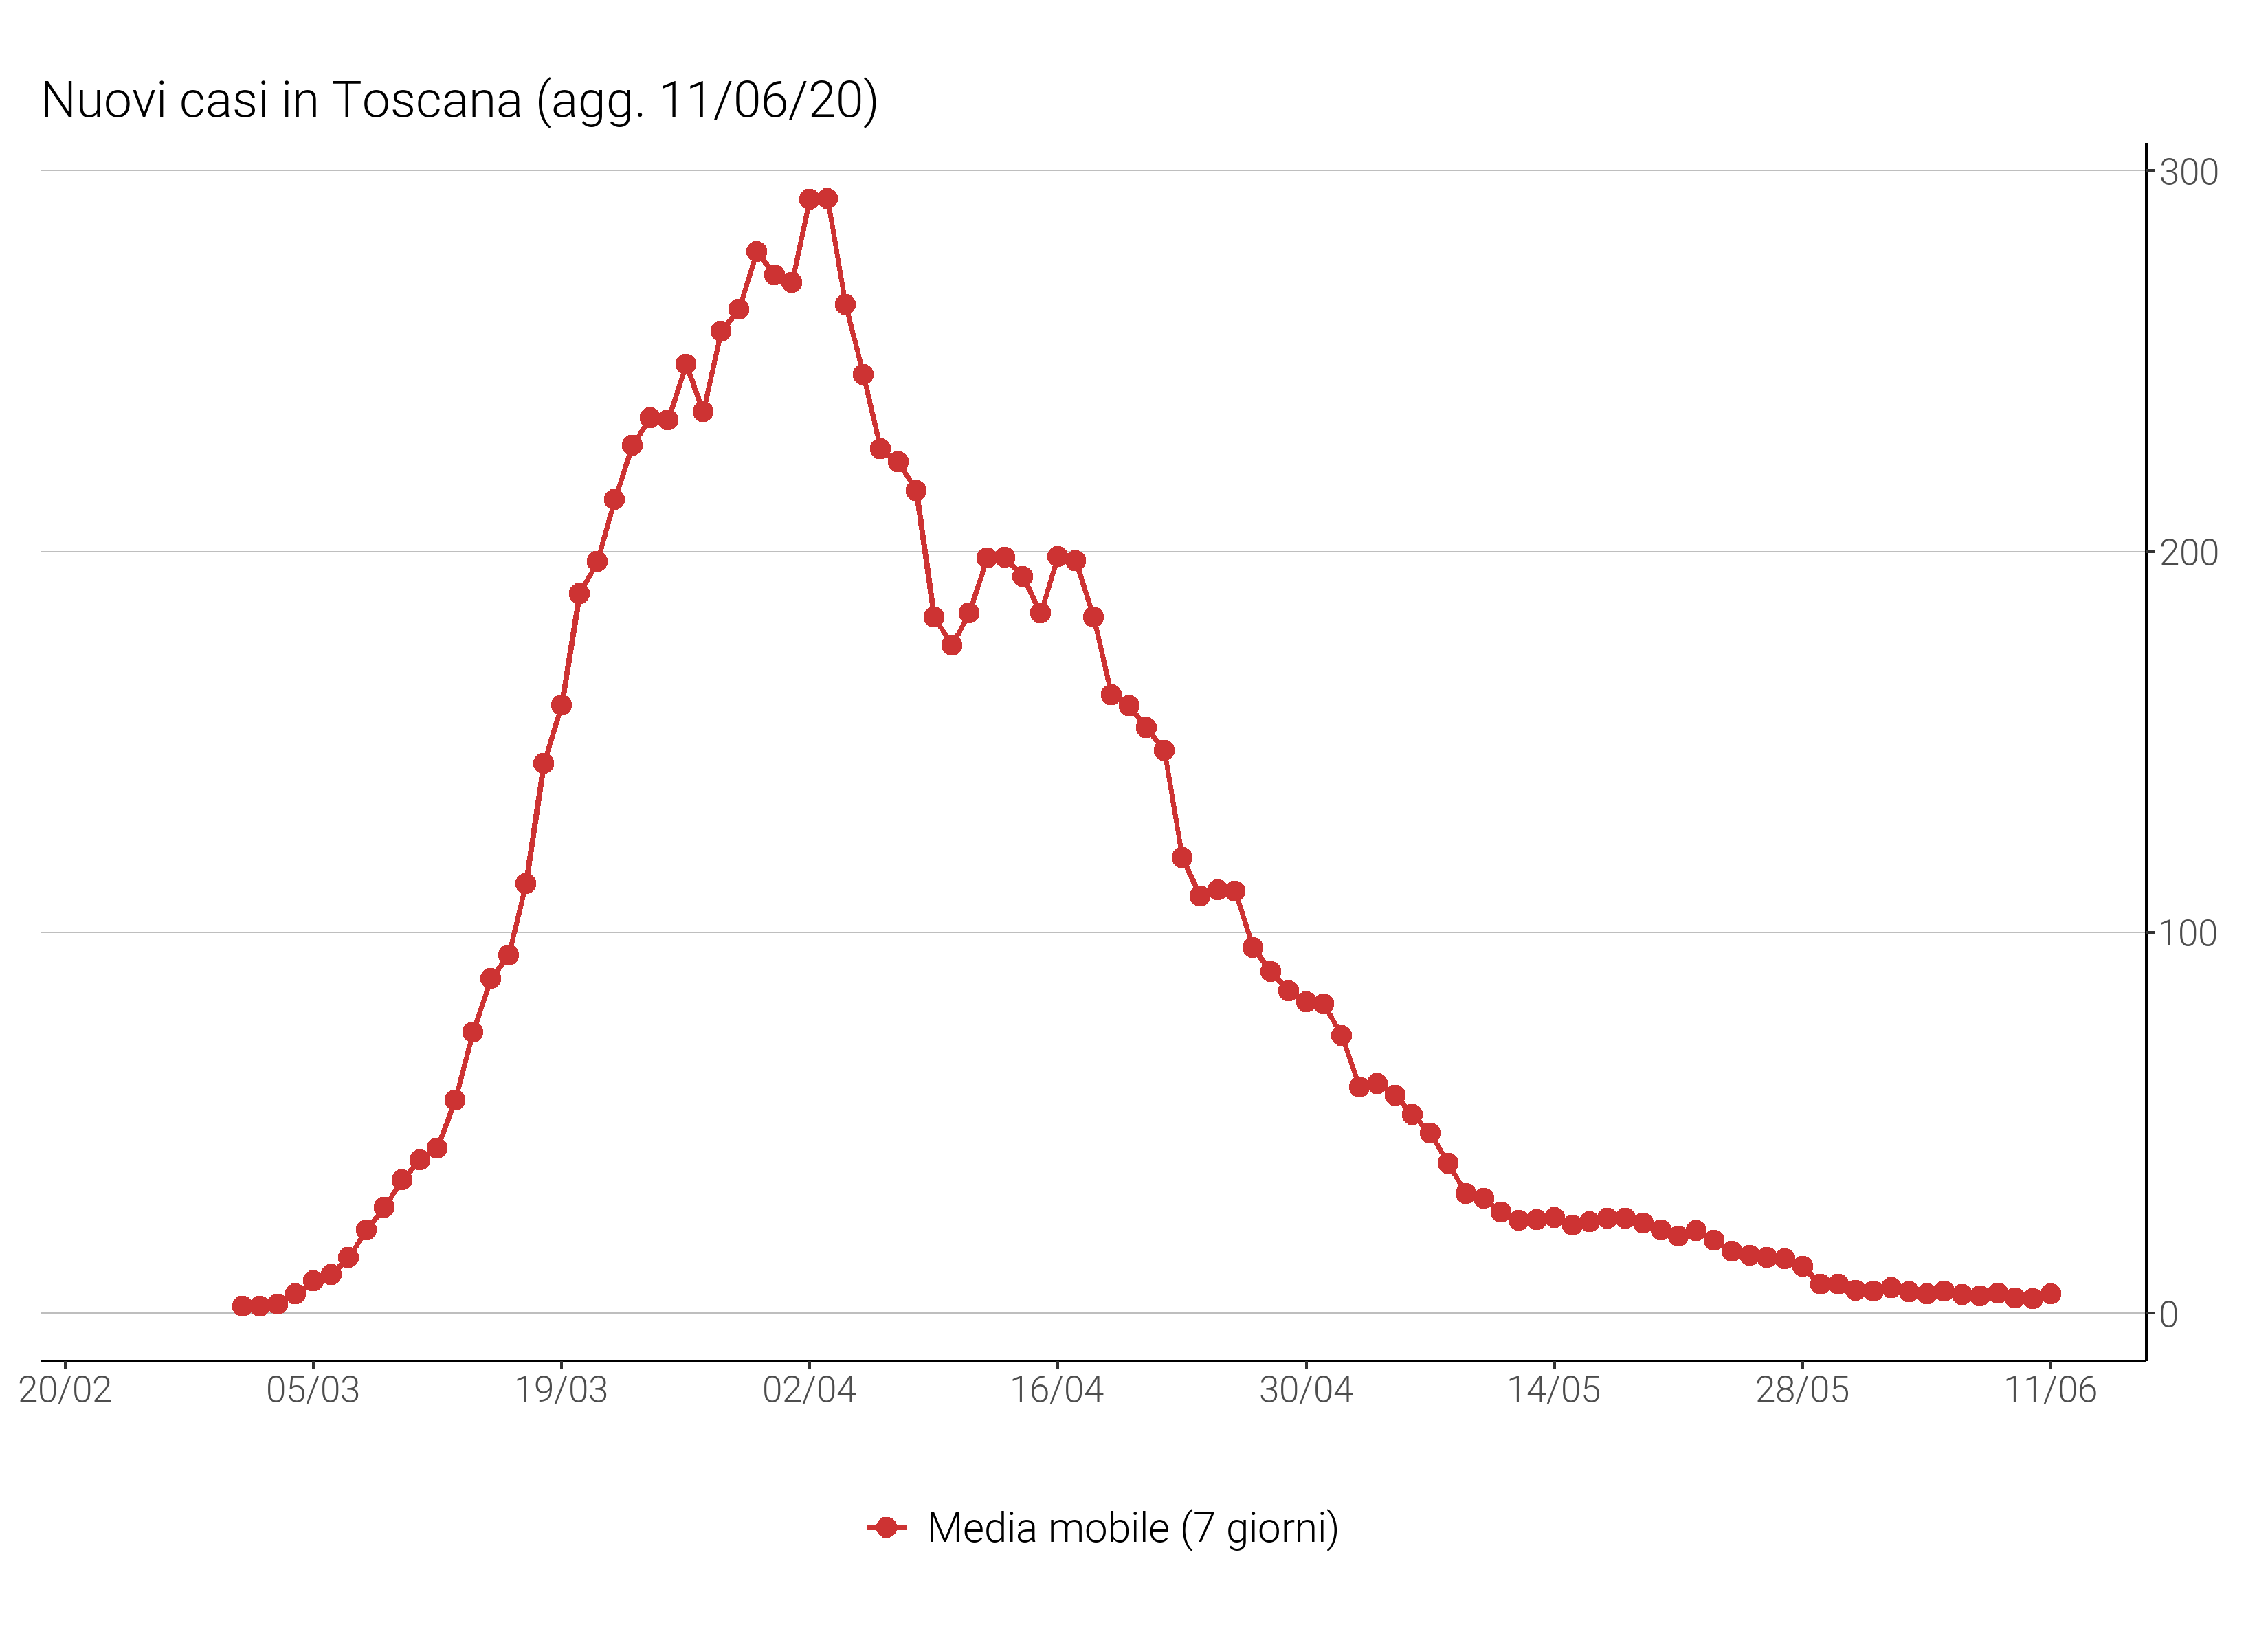 Nuovi casi in Toscana (agg. 11/06/20)
300
200
100
0
20/02 05/03 19/03 02/04 16/04 30/04 14/05 28/05 11/06
Media mobile (7 giorni)